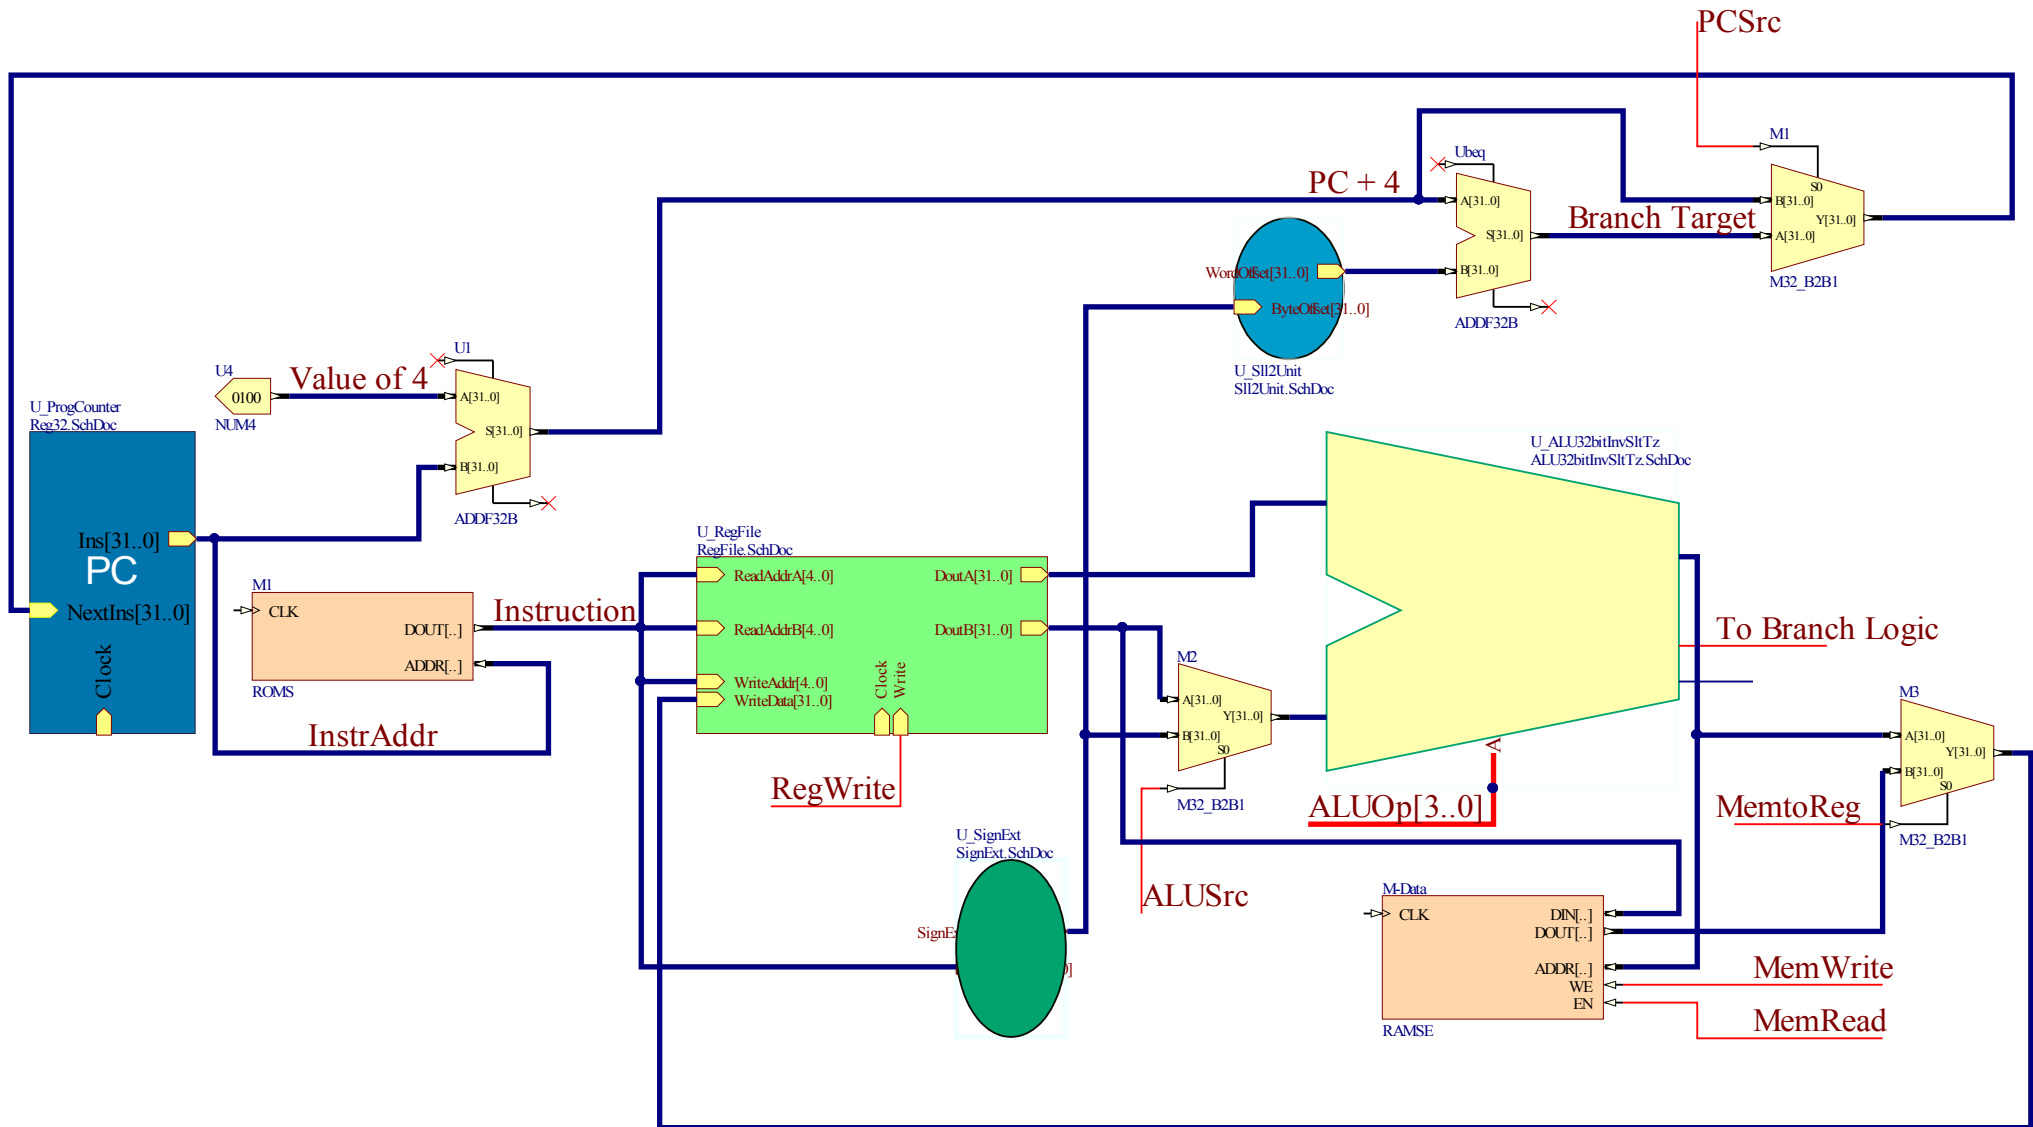 PCSrc
M1
S0
B[31..0]
Y[31..0]
A[31..0]
M32_B2B1
Ubeq
PC + 4
A[31..0]
S[31..0]
B[31..0]
ADDF32B
Branch Target
WordOffset[31..0]
ByteOffset[31..0]
U_Sll2Unit
Sll2Unit.SchDoc
U1
U4
Value of 4
0100
NUM4
A[31..0]
S[31..0]
B[31..0]
ADDF32B
U_ProgCounter
Reg32.SchDoc
Ins[31..0]
PC
NextIns[31..0]
Clock
M1
CLK
DOUT[..]
ADDR[..]
ROMS
InstrAddr
Instruction
U_RegFile
RegFile.SchDoc
ReadAddrA[4..0]
DoutA[31..0]
ReadAddrB[4..0]
DoutB[31..0]
WriteAddr[4..0]
WriteData[31..0]
Clock
Write
RegWrite
M2
A[31..0]
Y[31..0]
B[31..0]
S0
M32_B2B1
ALUSrc
U_ALU32bitInvSltTz
ALU32bitInvSltTz.SchDoc
A
ALUOp[3..0]
To Branch Logic
M3
A[31..0]
Y[31..0]
B[31..0]
S0
MemtoReg
M32_B2B1
U_SignExt
SignExt.SchDoc
M-Data
CLK
DIN[..]
DOUT[..]
ADDR[..]
WE
EN
RAMSE
MemWrite
MemRead